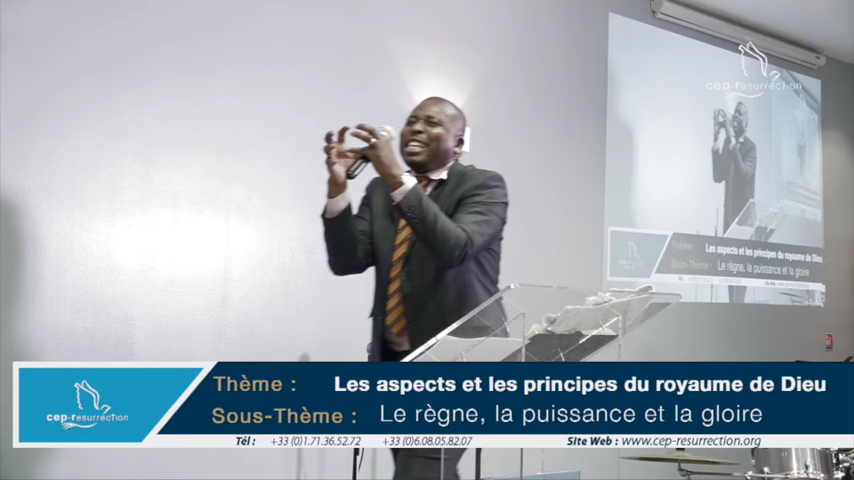 cep-resurrection
Thème :
Les aspects et les principes du royaume de Dieu
Sous-Thème :
Le règne, la puissance et la gloire
Thème : Les aspects et les principes du royaume de Dieu
cep-resurrection
Sous-Thème : Le règne, la puissance et la gloire
Tél : +33 (0)1.71.36.52.72 +33 (0)6.08.05.82.07 Site Web : www.cep-resurrection.org